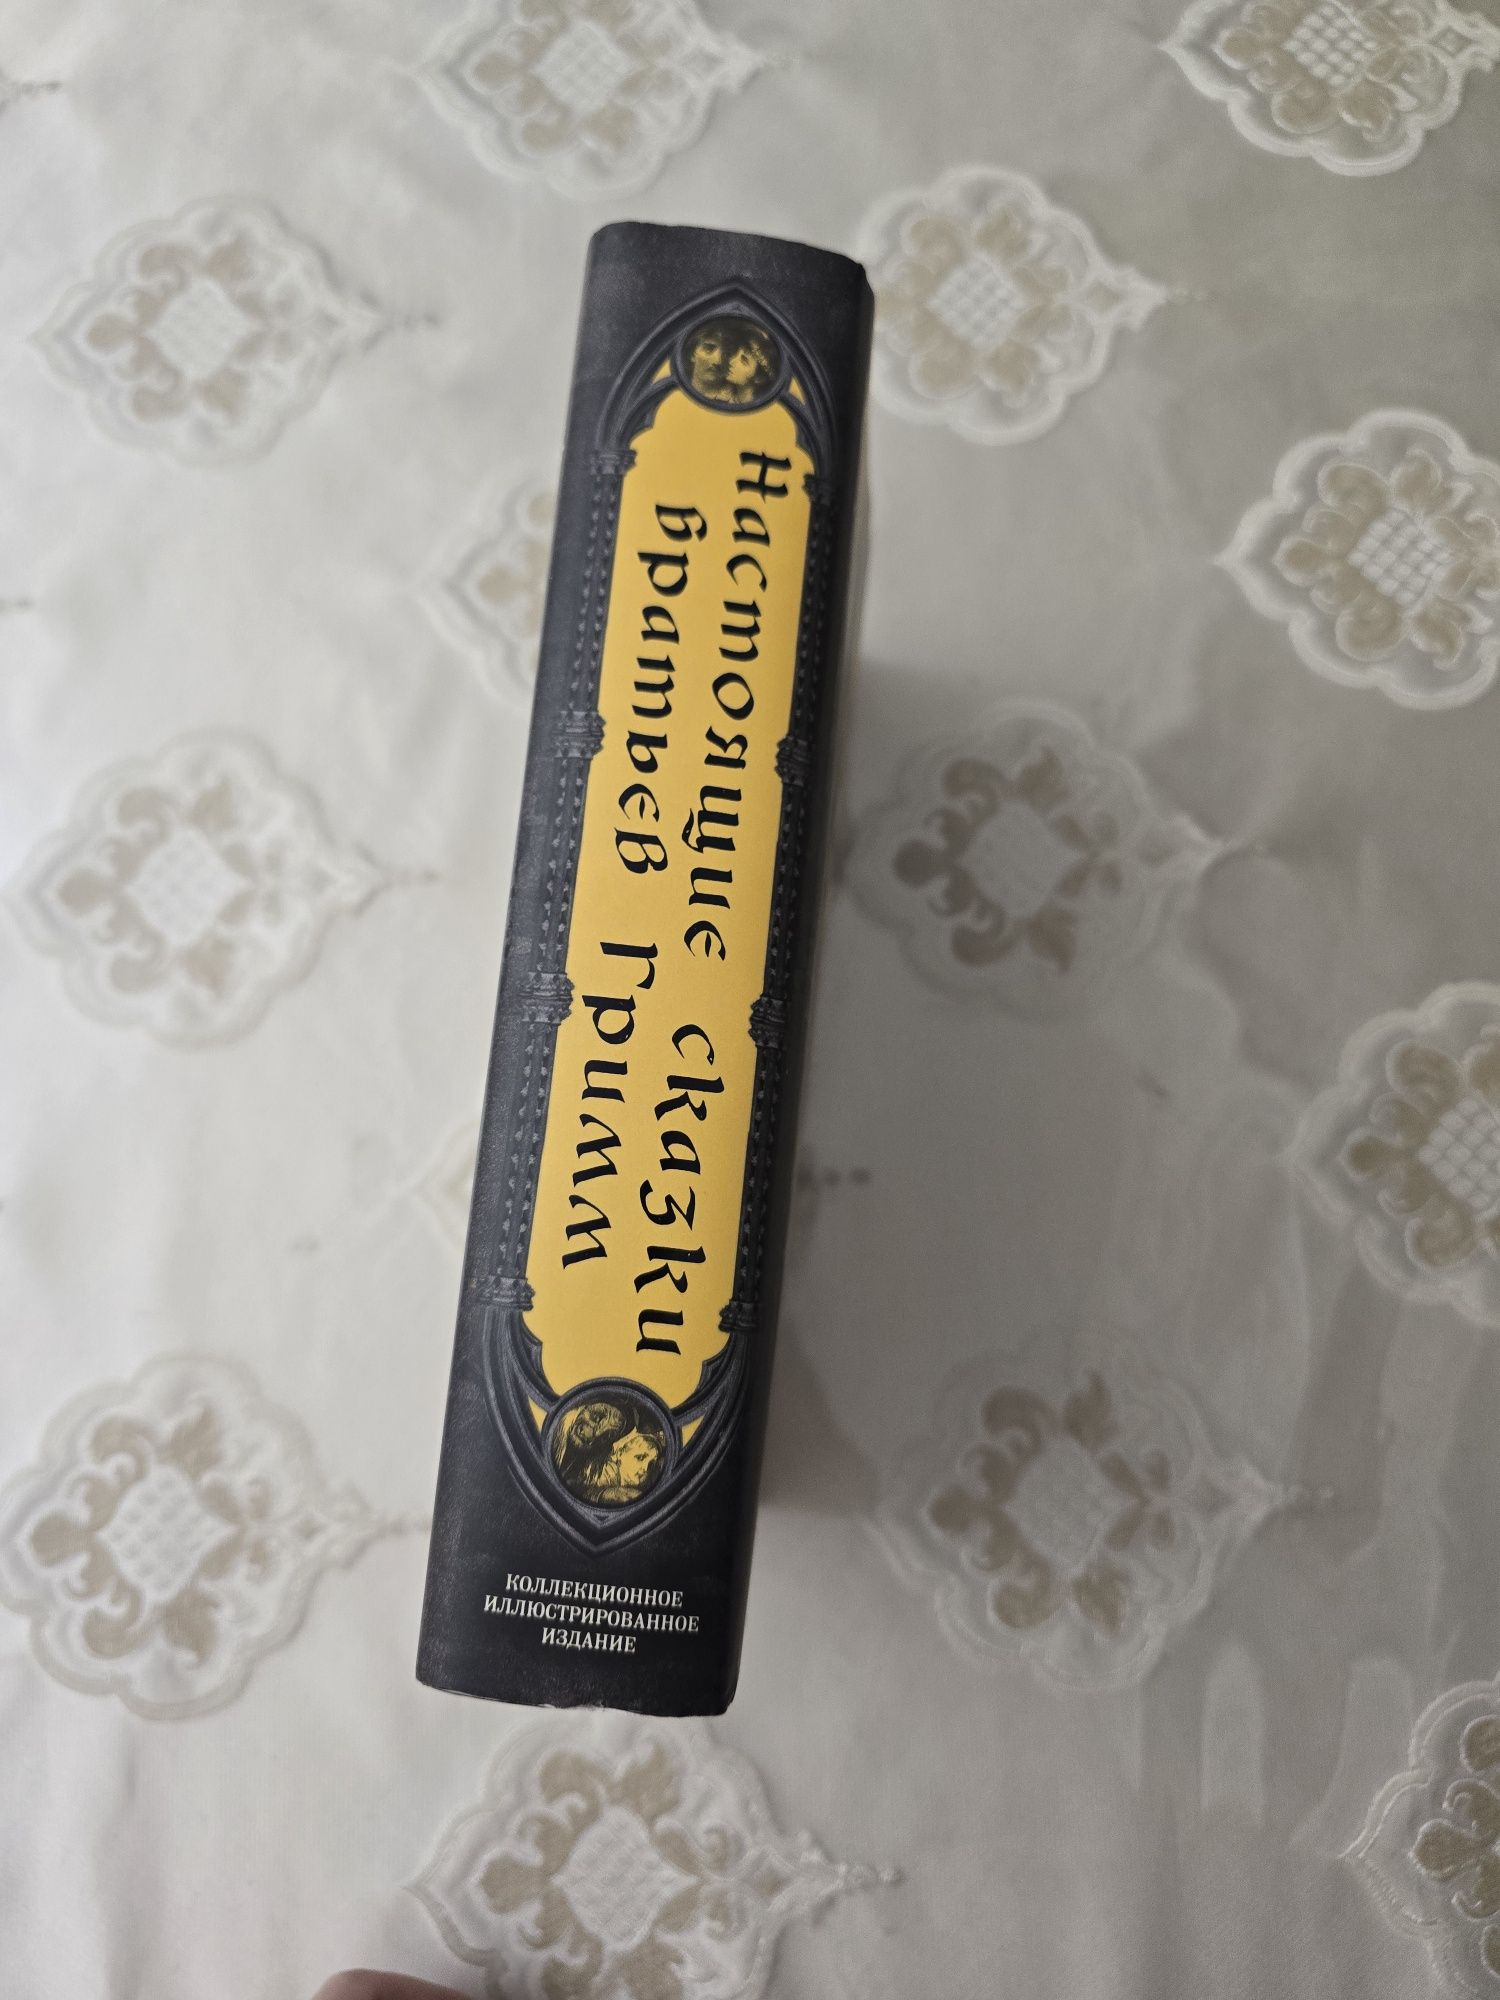 Настоящие сказки
братьев Гримм
КОЛЛЕКЦИОННОЕ
ИЛЛЮСТРИРОВАННОЕ
ИЗДАНИЕ